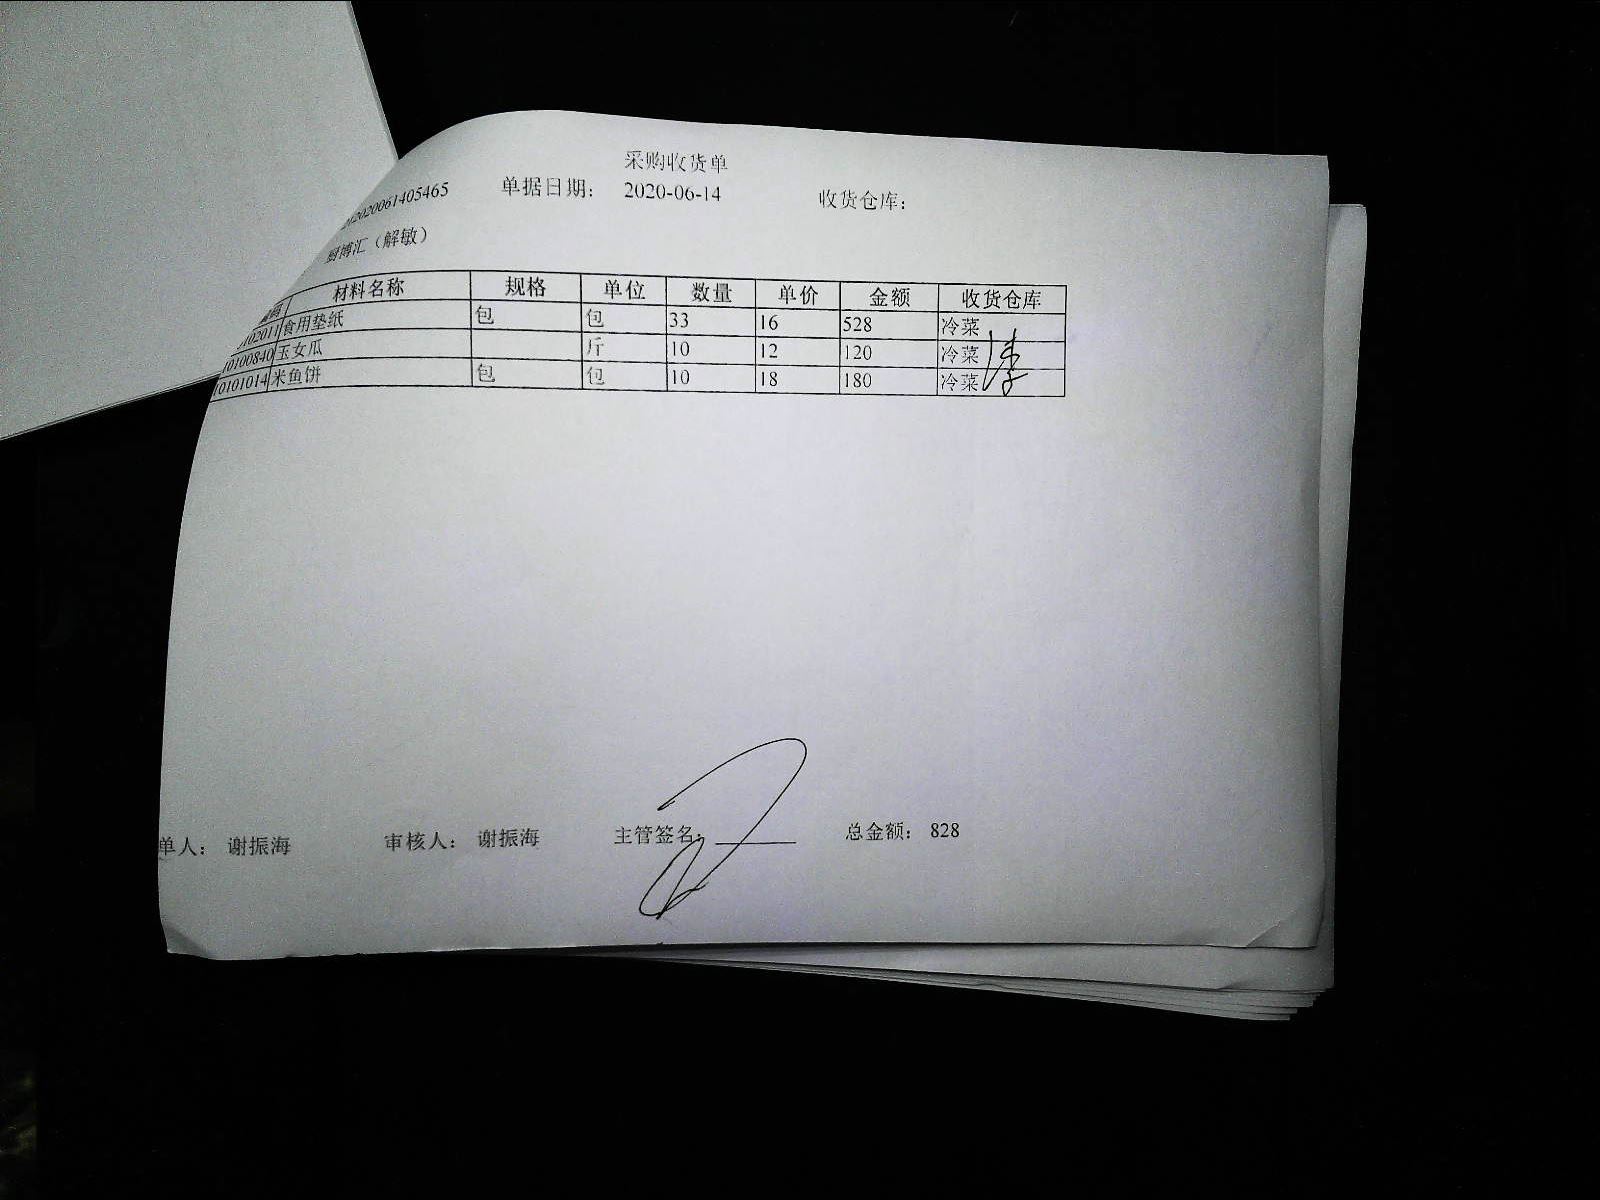 采购收货单
2020061405465 单据日期： 2020-06-14 收货仓库：
厨博汇（解敏）
材料名称 规格 单位 数量 单价 金额 收货仓库
102011 食用垫纸 包 包 33 16 528 冷菜
10100840 玉女瓜 斤 10 12 120 冷菜
0101014 米鱼饼 包 包 10 18 180 冷菜
单人： 谢振海 审核人： 谢振海 主管签名： 总金额： 828